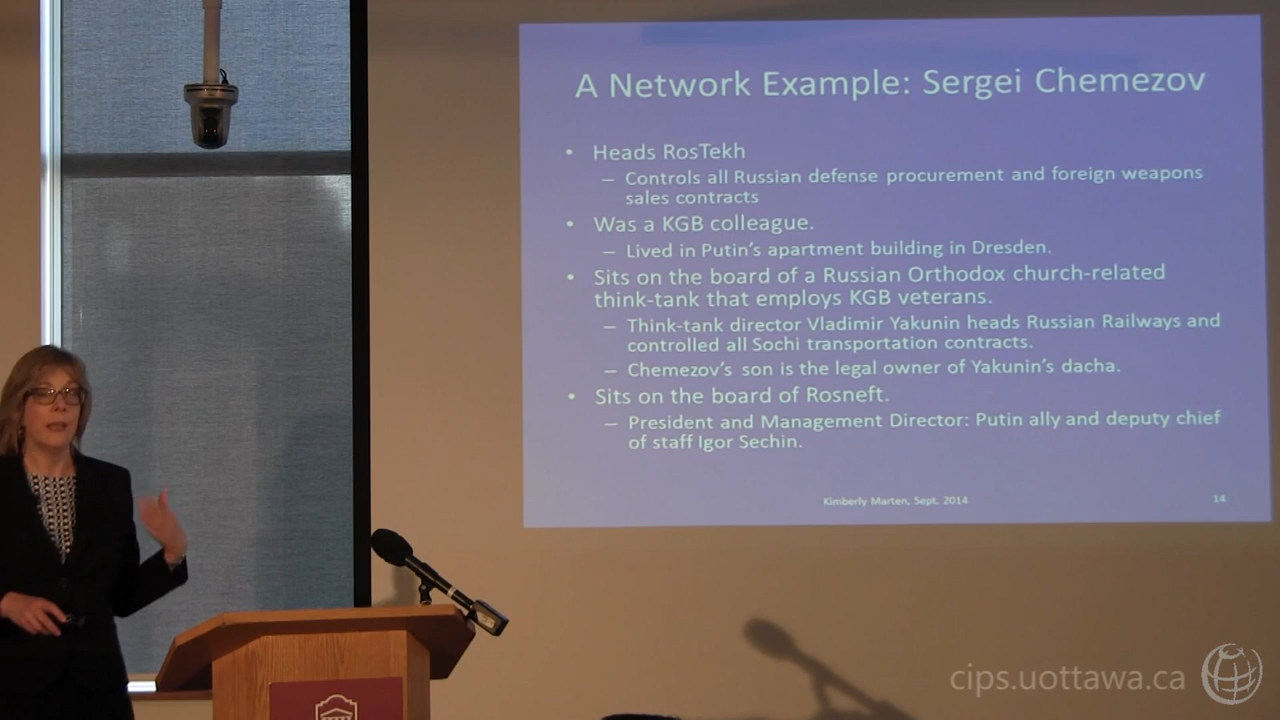 A Network Example: Sergei Chemezov
• Heads RosTekh
– Controls all Russian defense procurement and foreign weapons
sales contracts
• Was a KGB colleague.
– Lived in Putin’s apartment building in Dresden.
• Sits on the board of a Russian Orthodox church-related
think-tank that employs KGB veterans.
– Think-tank director Vladimir Yakunin heads Russian Railways and
controlled all Sochi transportation contracts.
– Chemezov’s son is the legal owner of Yakunin’s dacha.
• Sits on the board of Rosneft.
– President and Management Director: Putin ally and deputy chief
of staff Igor Sechin.
Kimberly Marten, Sept. 2014
14
cips.uottawa.ca